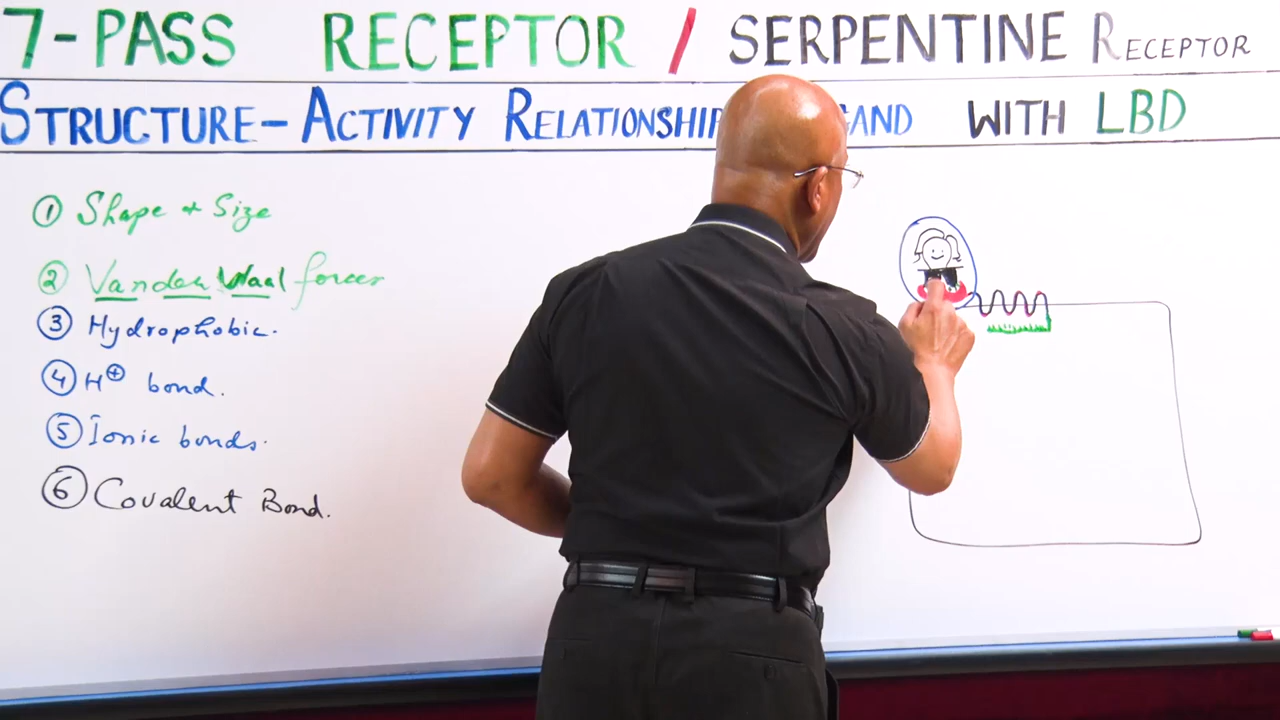 7-PASS RECEPTOR / SERPENTINE RECEPTOR
STRUCTURE-ACTIVITY RELATIONSHIP WITH LBD
① Shape + Size
② Vander Waal forces
③ Hydrophobic.
④ H⊕ bond.
⑤ Ionic bonds.
⑥ Covalent Bond.